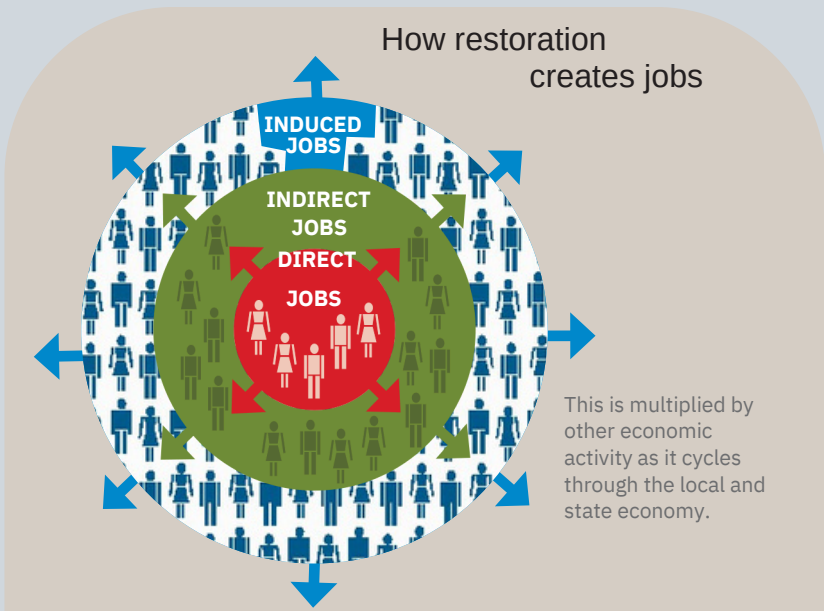 How restoration
creates jobs
INDUCED
JOBS
INDIRECT
JOBS
DIRECT
JOBS
This is multiplied by
other economic
activity as it cycles
through the local and
state economy.